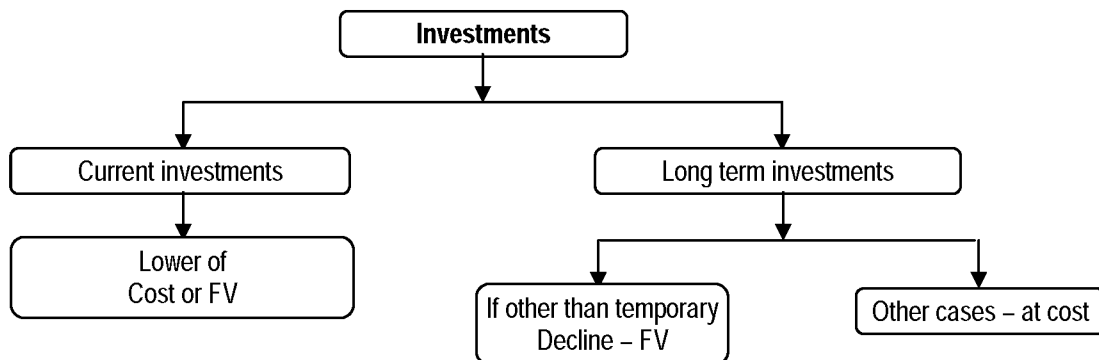 Investments
Current investments
Long term investments
Lower of
Cost or FV
If other than temporary
Decline – FV
Other cases – at cost